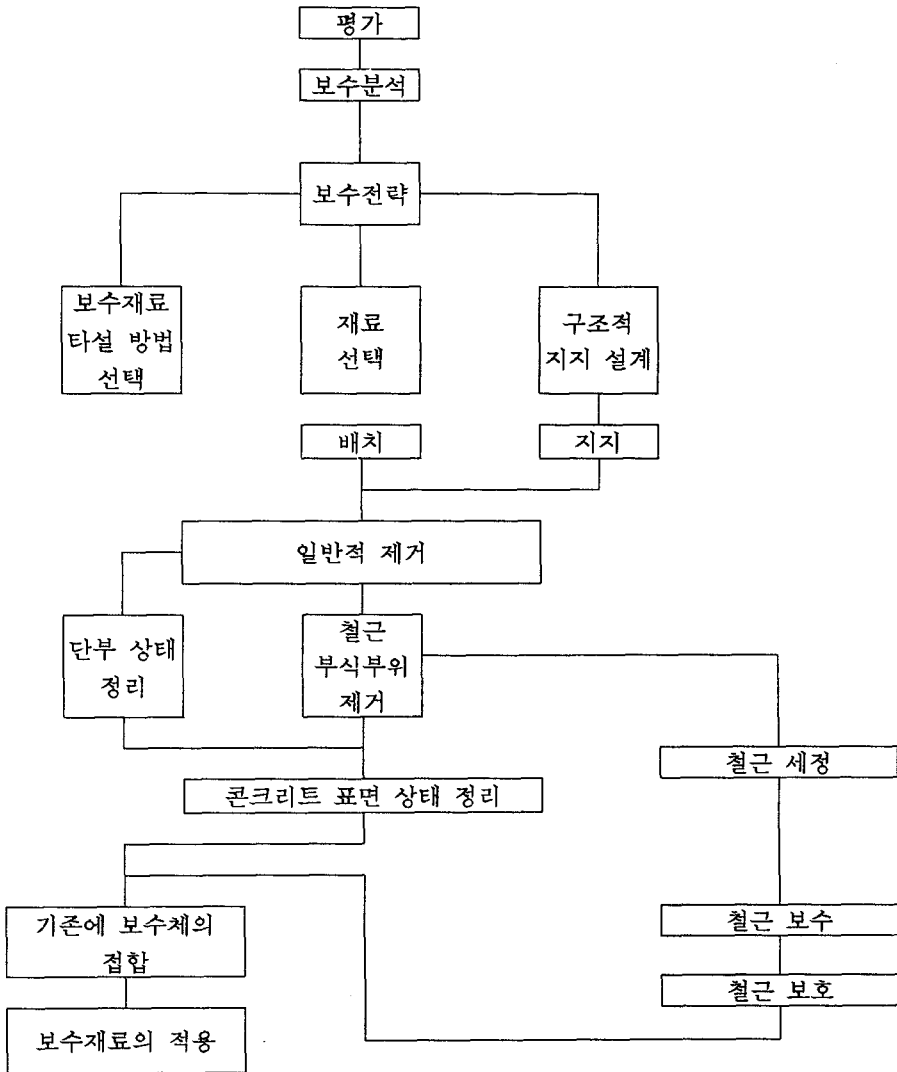 평가
보수분석
보수전략
보수재료
타설 방법
선택
재료
선택
구조적
지지 설계
배치
지지
일반적 제거
단부 상태
정리
철근
부식부위
제거
철근 세정
콘크리트 표면 상태 정리
기존에 보수체의
접합
철근 보수
철근 보호
보수재료의 적용